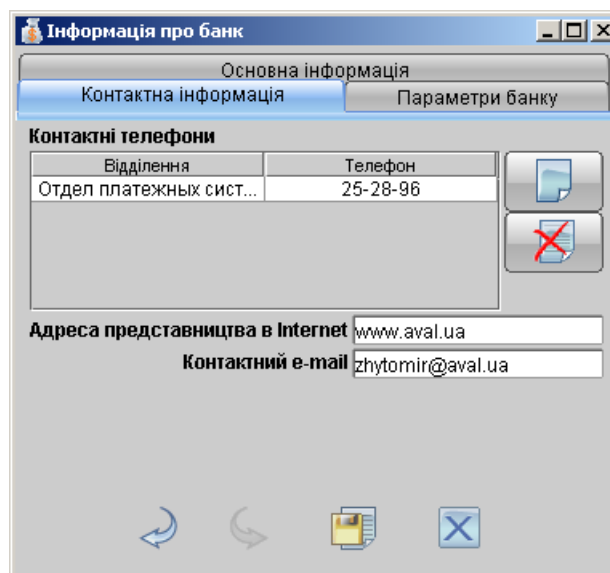 Інформація про банк
Основна інформація
Контактна інформація
Параметри банку
Контактні телефони
Відділення Телефон
Отдел платежных сист... 25-28-96
Адреса представництва в Internet www.aval.ua
Контактний e-mail zhytomir@aval.ua